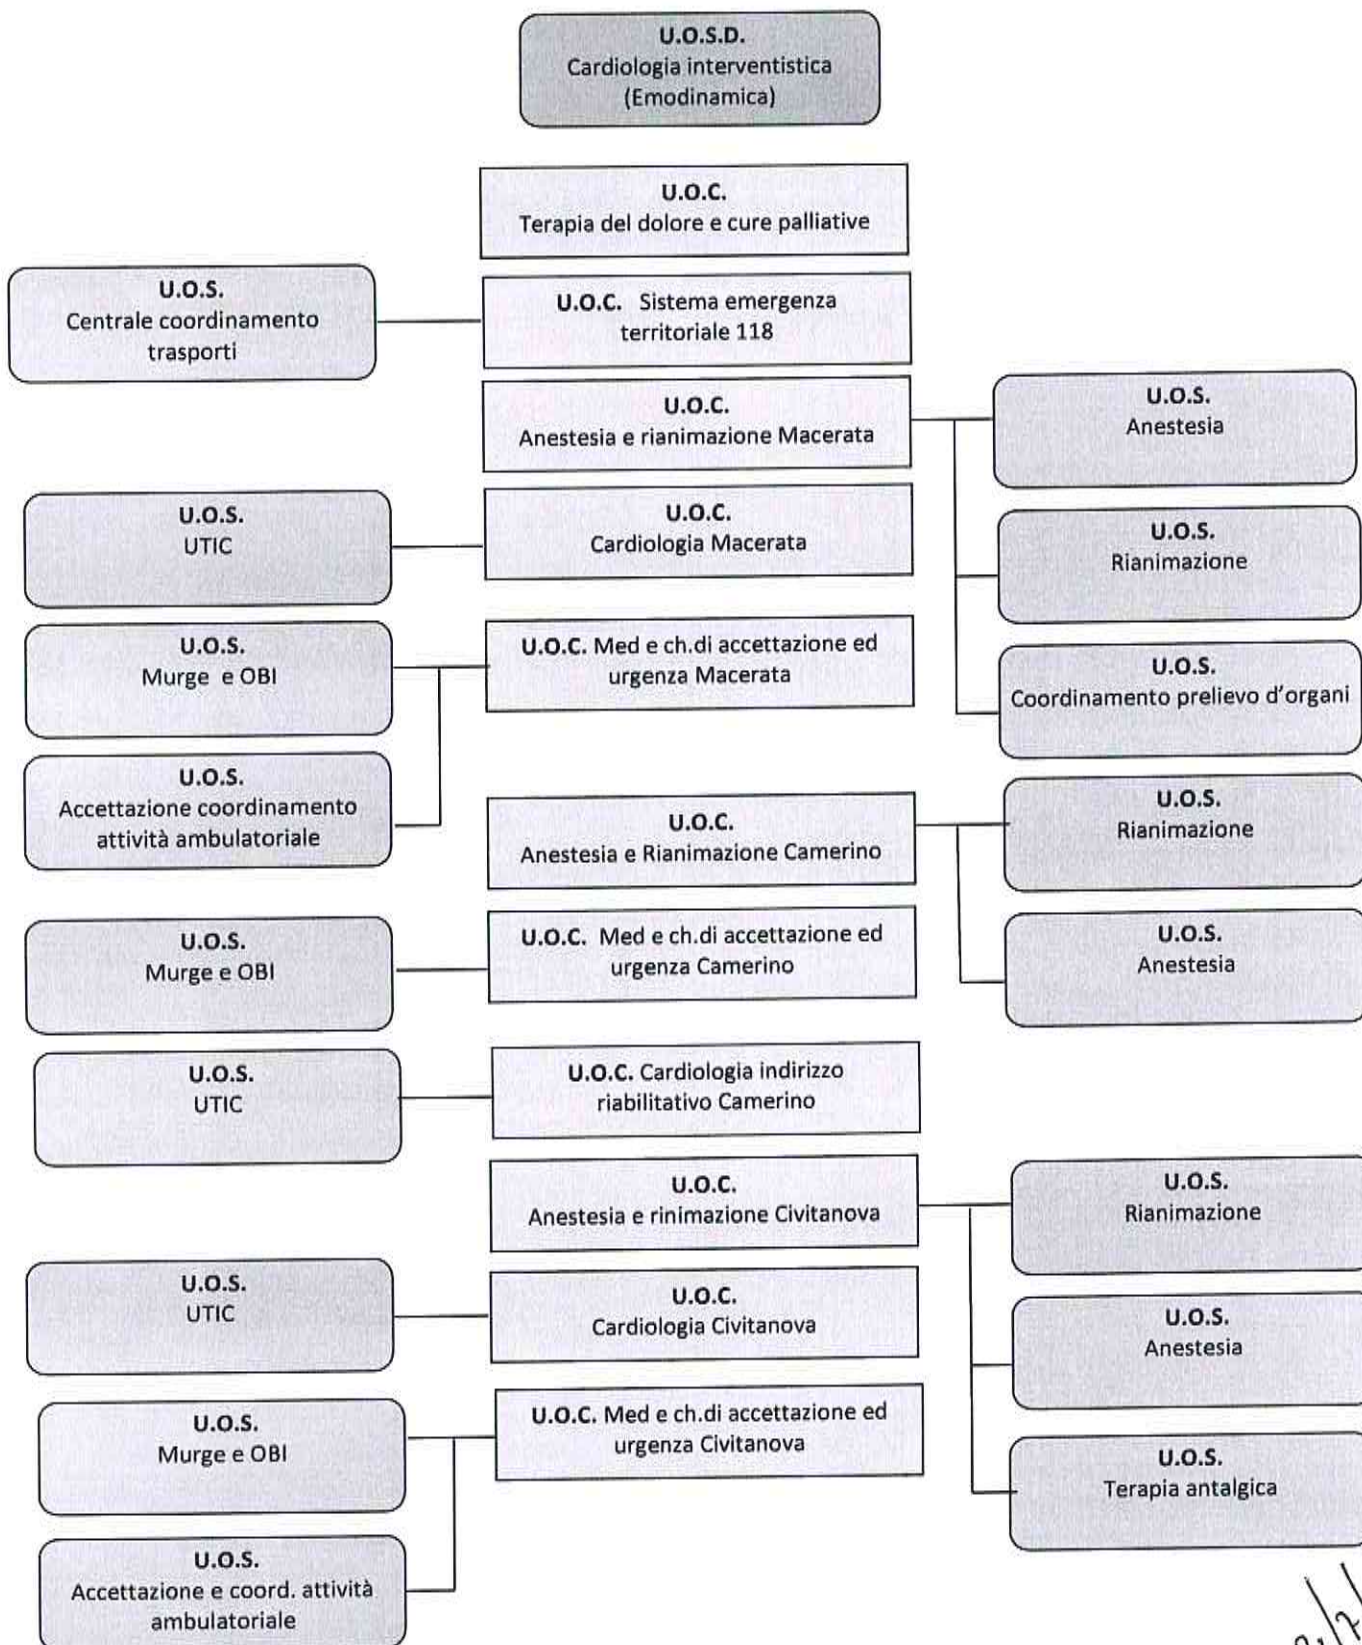 U.O.S.D.
Cardiologia interventistica
(Emodinamica)
U.O.C.
Terapia del dolore e cure palliative
U.O.S.
Centrale coordinamento
trasporti
U.O.C. Sistema emergenza
territoriale 118
U.O.C.
Anestesia e rianimazione Macerata
U.O.S.
Anestesia
U.O.S.
Rianimazione
U.O.S.
Coordinamento prelievo d'organi
U.O.S.
UTIC
U.O.C.
Cardiologia Macerata
U.O.S.
Murge e OBI
U.O.C. Med e ch.di accettazione ed
urgenza Macerata
U.O.S.
Accettazione coordinamento
attività ambulatoriale
U.O.C.
Anestesia e Rianimazione Camerino
U.O.S.
Rianimazione
U.O.S.
Anestesia
U.O.S.
Murge e OBI
U.O.C. Med e ch.di accettazione ed
urgenza Camerino
U.O.S.
UTIC
U.O.C. Cardiologia indirizzo
riabilitativo Camerino
U.O.C.
Anestesia e rinimazione Civitanova
U.O.S.
Rianimazione
U.O.S.
Anestesia
U.O.S.
Terapia antalgica
U.O.S.
UTIC
U.O.C.
Cardiologia Civitanova
U.O.S.
Murge e OBI
U.O.C. Med e ch.di accettazione ed
urgenza Civitanova
U.O.S.
Accettazione e coord. attività
ambulatoriale